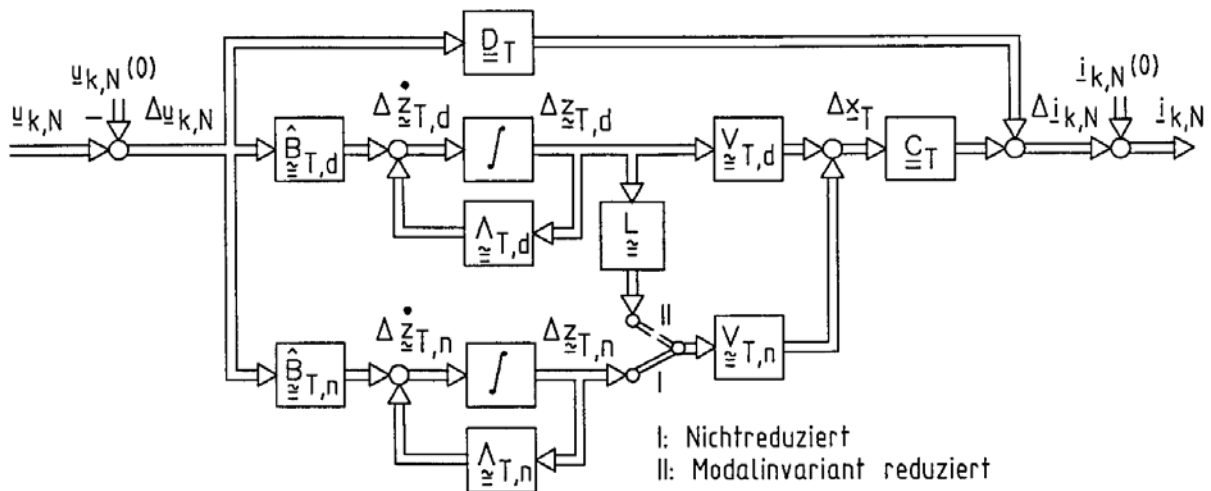 D_T
u_k,N
u_k,N(0)
−
Δu_k,N
B̂_T,d
Δż_T,d
∫
Δz_T,d
V_T,d
Δx_T
C_T
Δi_k,N
i_k,N(0)
i_k,N
Λ_T,d
L
II
B̂_T,n
Δż_T,n
∫
Δz_T,n
I
V_T,n
Λ_T,n
I: Nichtreduziert
II: Modalinvariant reduziert